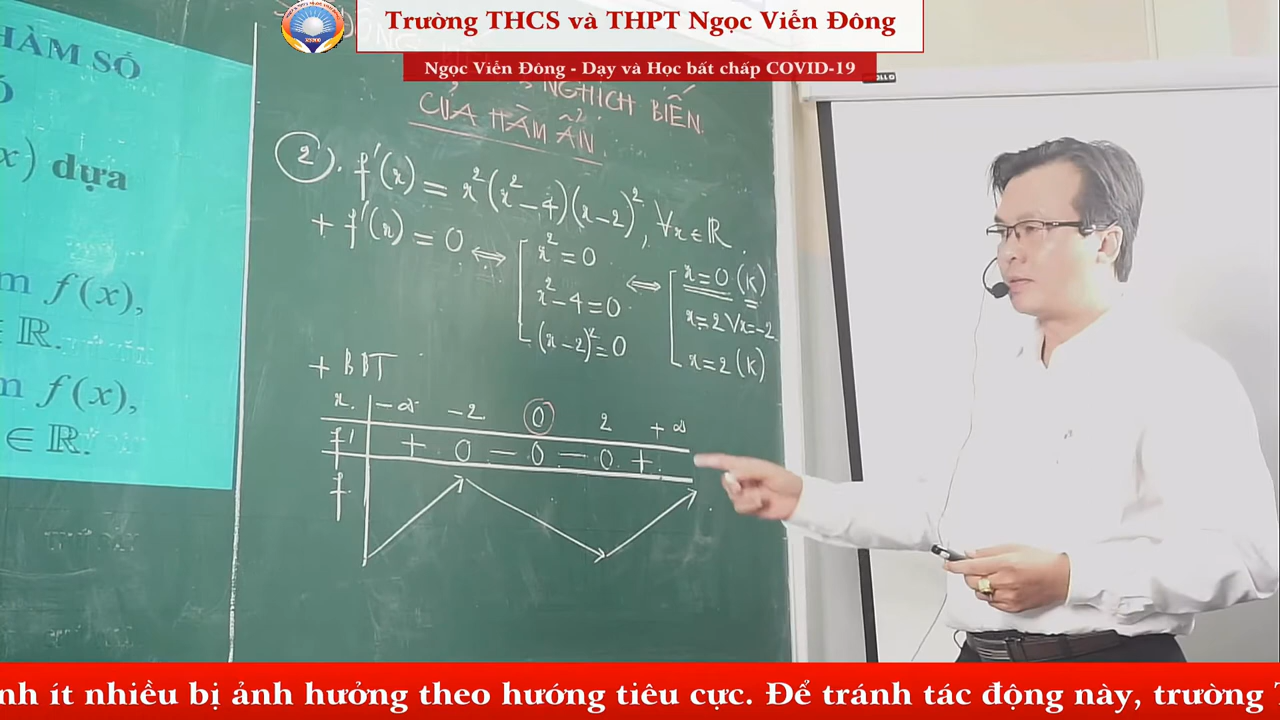 Trường THCS và THPT Ngọc Viễn Đông
Ngọc Viễn Đông - Dạy và Học bất chấp COVID-19
HÀM SỐ
x) dựa
m f(x),
∈ ℝ.
m f(x),
∈ ℝ.
NGHỊCH BIẾN
CỦA HÀM ẨN
2). f'(x) = x²(x²-4)(x-2)², ∀x∈ℝ.
+ f'(x) = 0 ⟺ [ x² = 0 ⟺ [ x=0 (K)
x²-4=0 x=2 ∨ x=-2
(x-2)²=0 x=2 (K)
+ BBT
x -∞ -2 0 2 +∞
f' + 0 - 0 - 0 +
f
nh ít nhiều bị ảnh hưởng theo hướng tiêu cực. Để tránh tác động này, trường T